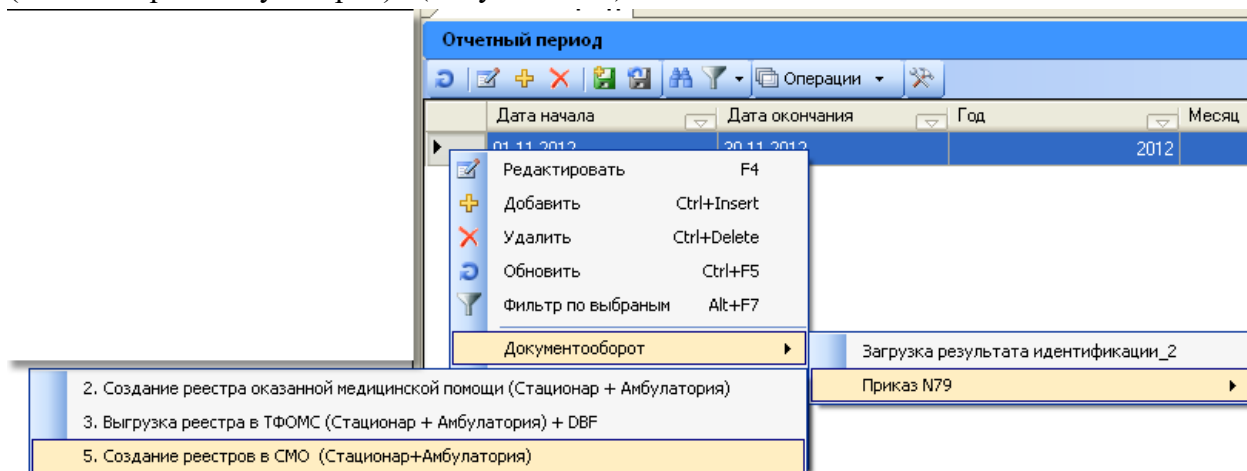 Отчетный период
Операции
Дата начала Дата окончания Год Месяц
01.11.2012 30.11.2012 2012
Редактировать F4
Добавить Ctrl+Insert
Удалить Ctrl+Delete
Обновить Ctrl+F5
Фильтр по выбраным Alt+F7
Документооборот
Загрузка результата идентификации_2
Приказ N79
2. Создание реестра оказанной медицинской помощи (Стационар + Амбулатория)
3. Выгрузка реестра в ТФОМС (Стационар + Амбулатория) + DBF
5. Создание реестров в СМО (Стационар+Амбулатория)